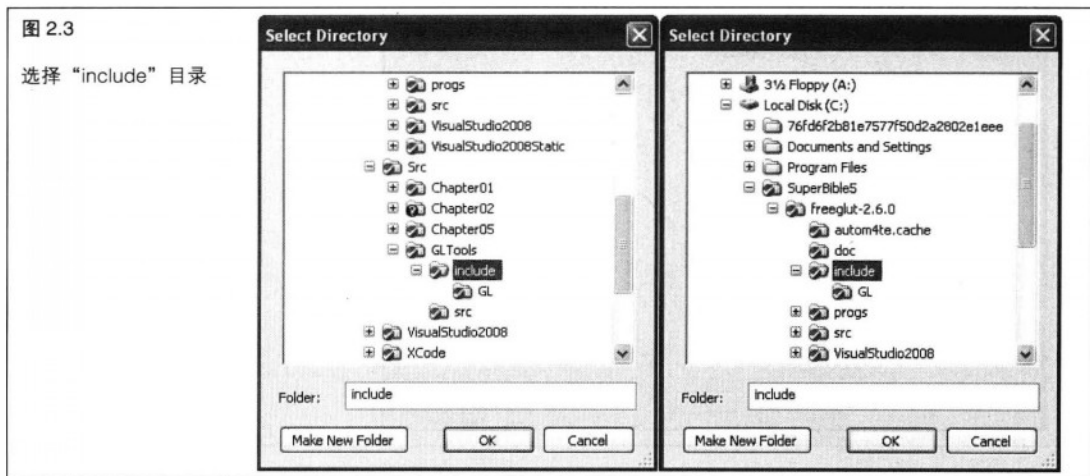 图 2.3
选择“include”目录
Select Directory
progs
src
VisualStudio2008
VisualStudio2008Static
Src
Chapter01
Chapter02
Chapter05
GLTools
include
GL
src
VisualStudio2008
XCode
Folder:
include
Make New Folder
OK
Cancel
Select Directory
3½ Floppy (A:)
Local Disk (C:)
76fd6f2b81e7577f50d2a2802e1eee
Documents and Settings
Program Files
SuperBible5
freeglut-2.6.0
autom4te.cache
doc
include
GL
progs
src
VisualStudio2008
Folder:
include
Make New Folder
OK
Cancel